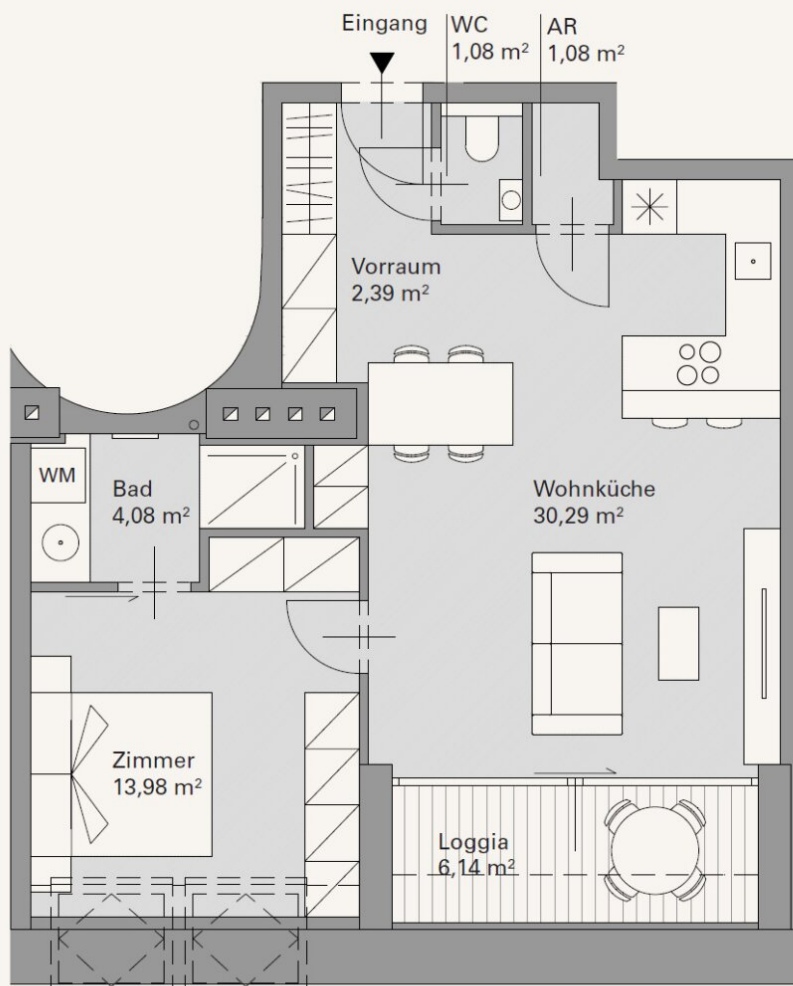 Eingang
WC
1,08 m²
AR
1,08 m²
Vorraum
2,39 m²
WM
Bad
4,08 m²
Wohnküche
30,29 m²
Zimmer
13,98 m²
Loggia
6,14 m²